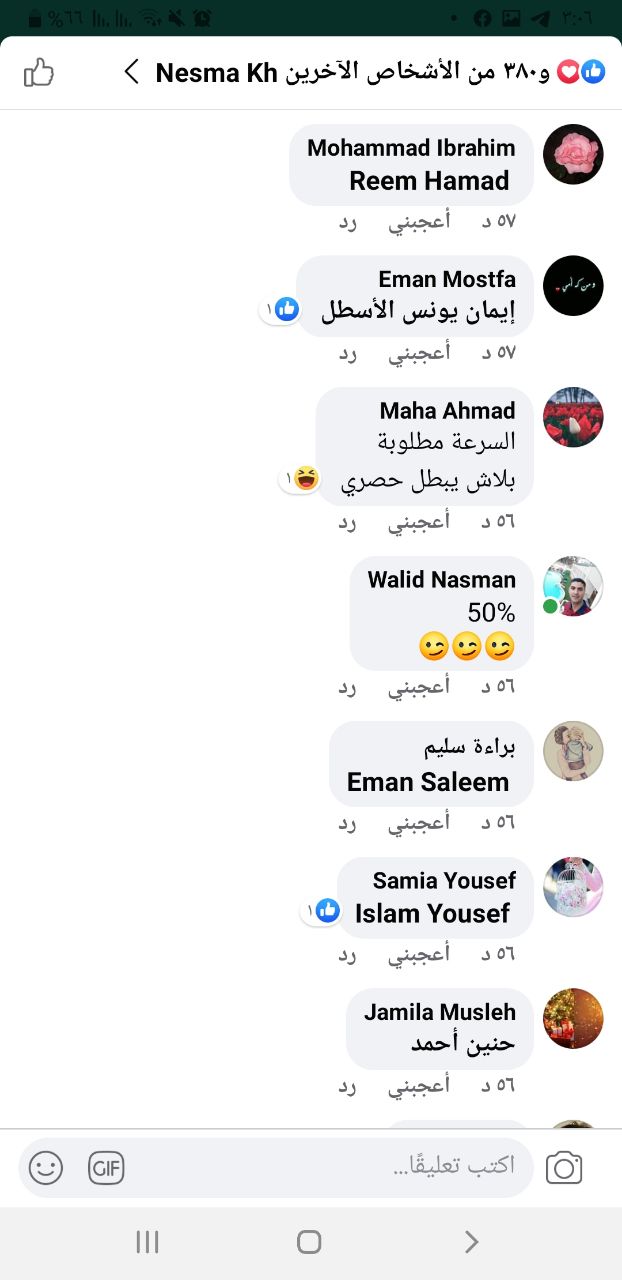 %٦٦ ٣:٠٦
Nesma Kh و٣٨٠ من الأشخاص الآخرين
Mohammad Ibrahim
Reem Hamad
٥٧ د أعجبني رد
Eman Mostfa
إيمان يونس الأسطل
١
٥٧ د أعجبني رد
Maha Ahmad
السرعة مطلوبة
بلاش يبطل حصري
١
٥٦ د أعجبني رد
Walid Nasman
50%
😉😉😉
٥٦ د أعجبني رد
براءة سليم
Eman Saleem
٥٦ د أعجبني رد
Samia Yousef
Islam Yousef
١
٥٦ د أعجبني رد
Jamila Musleh
حنين أحمد
٥٦ د أعجبني رد
اكتب تعليقًا...
GIF